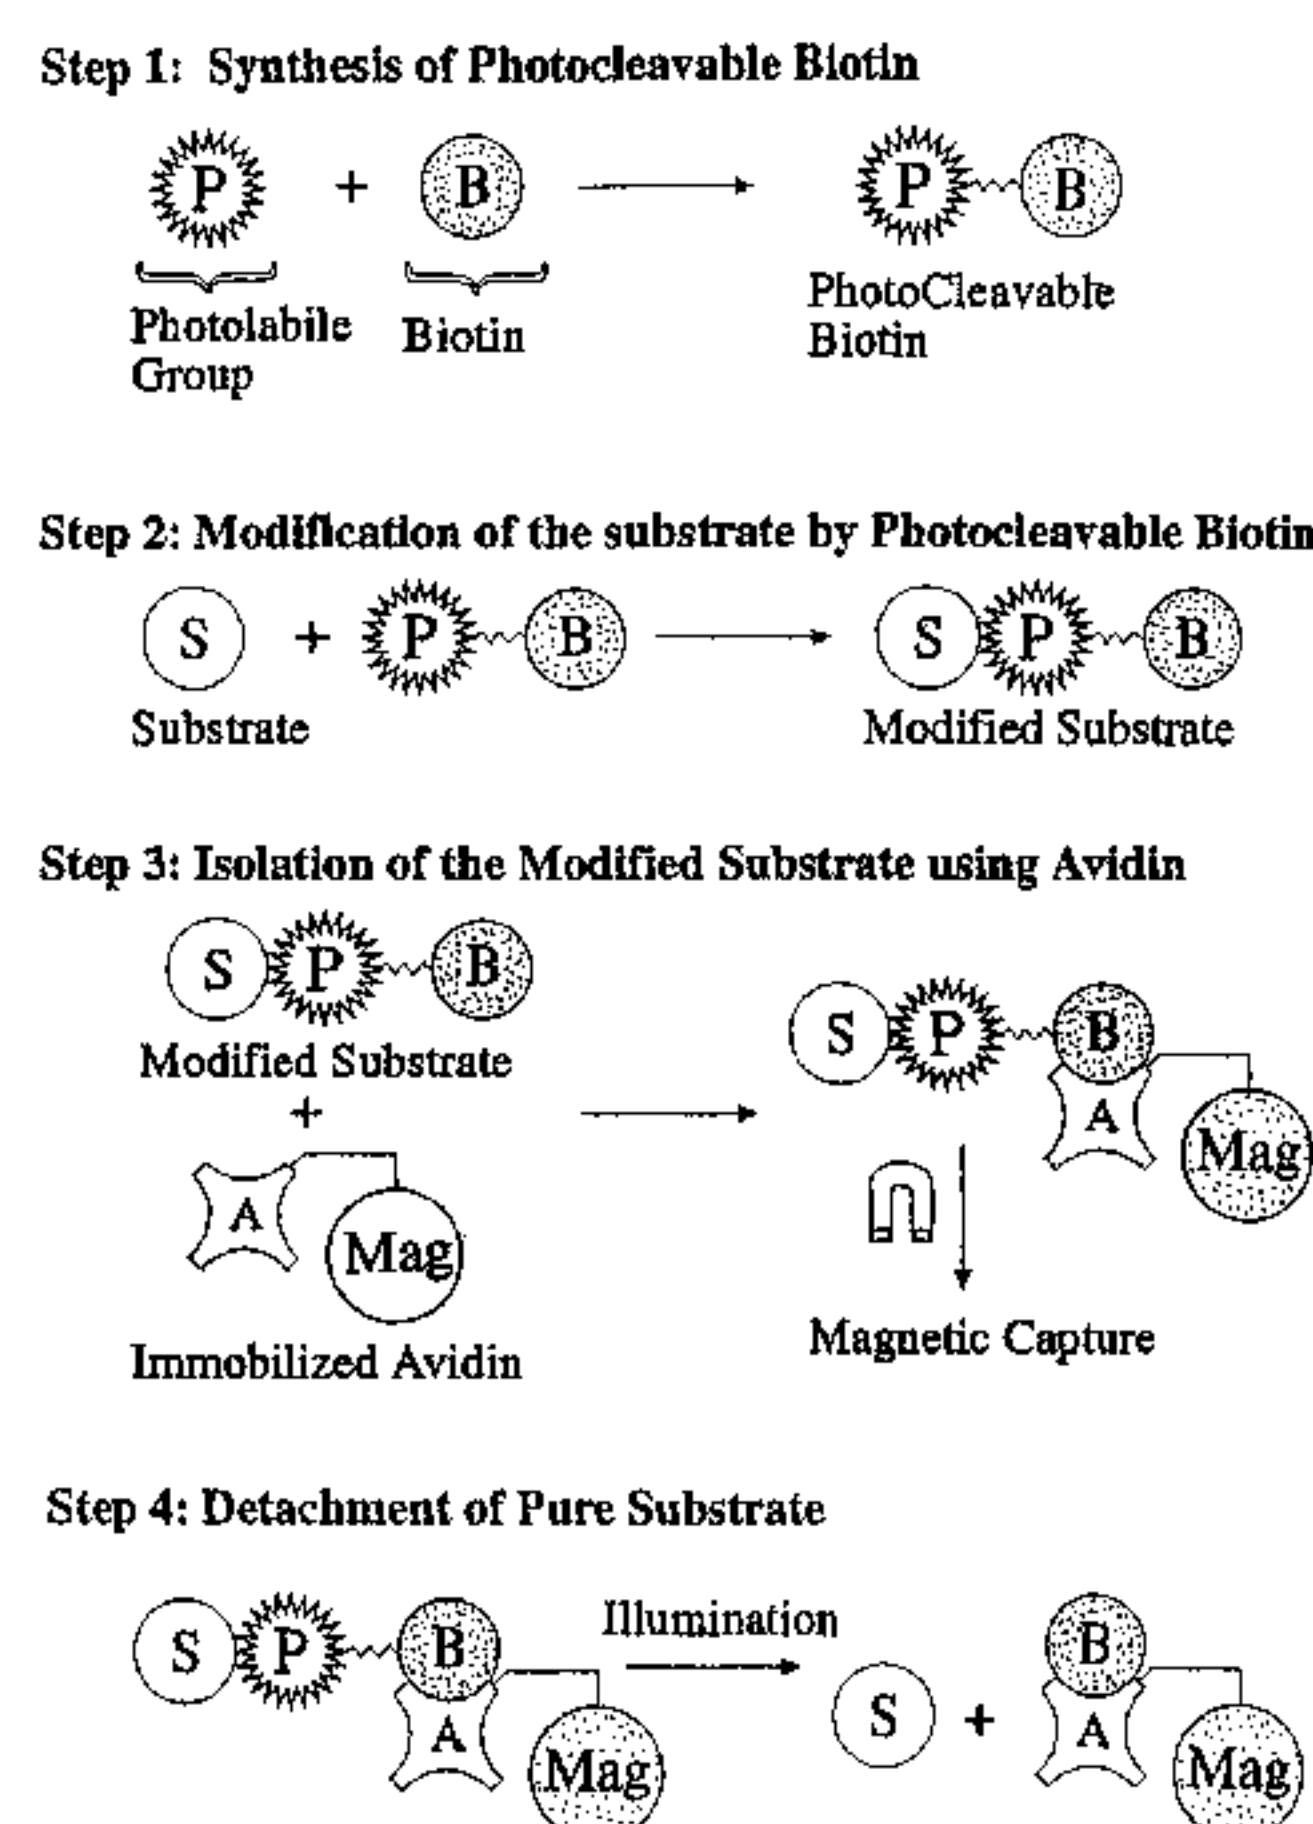 Step 1: Synthesis of Photocleavable Biotin
P + B P B
Photolabile
Group
Biotin
PhotoCleavable
Biotin
Step 2: Modification of the substrate by Photocleavable Biotin
S + P B S P B
Substrate
Modified Substrate
Step 3: Isolation of the Modified Substrate using Avidin
S P B
Modified Substrate
+
A Mag
Immobilized Avidin
S P B
A Mag
Magnetic Capture
Step 4: Detachment of Pure Substrate
S P B
A Mag
Illumination
S + B
A Mag